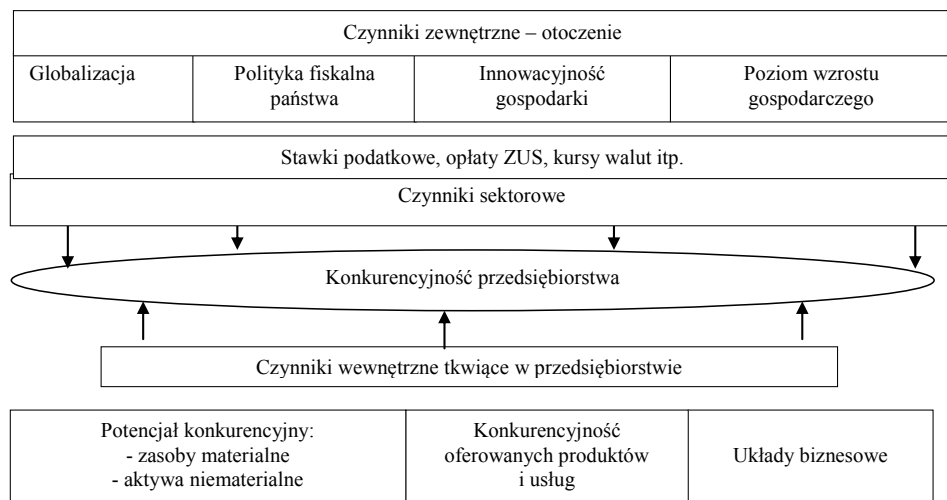 Czynniki zewnętrzne – otoczenie
Globalizacja
Polityka fiskalna
państwa
Innowacyjność
gospodarki
Poziom wzrostu
gospodarczego
Stawki podatkowe, opłaty ZUS, kursy walut itp.
Czynniki sektorowe
Konkurencyjność przedsiębiorstwa
Czynniki wewnętrzne tkwiące w przedsiębiorstwie
Potencjał konkurencyjny:
- zasoby materialne
- aktywa niematerialne
Konkurencyjność
oferowanych produktów
i usług
Układy biznesowe